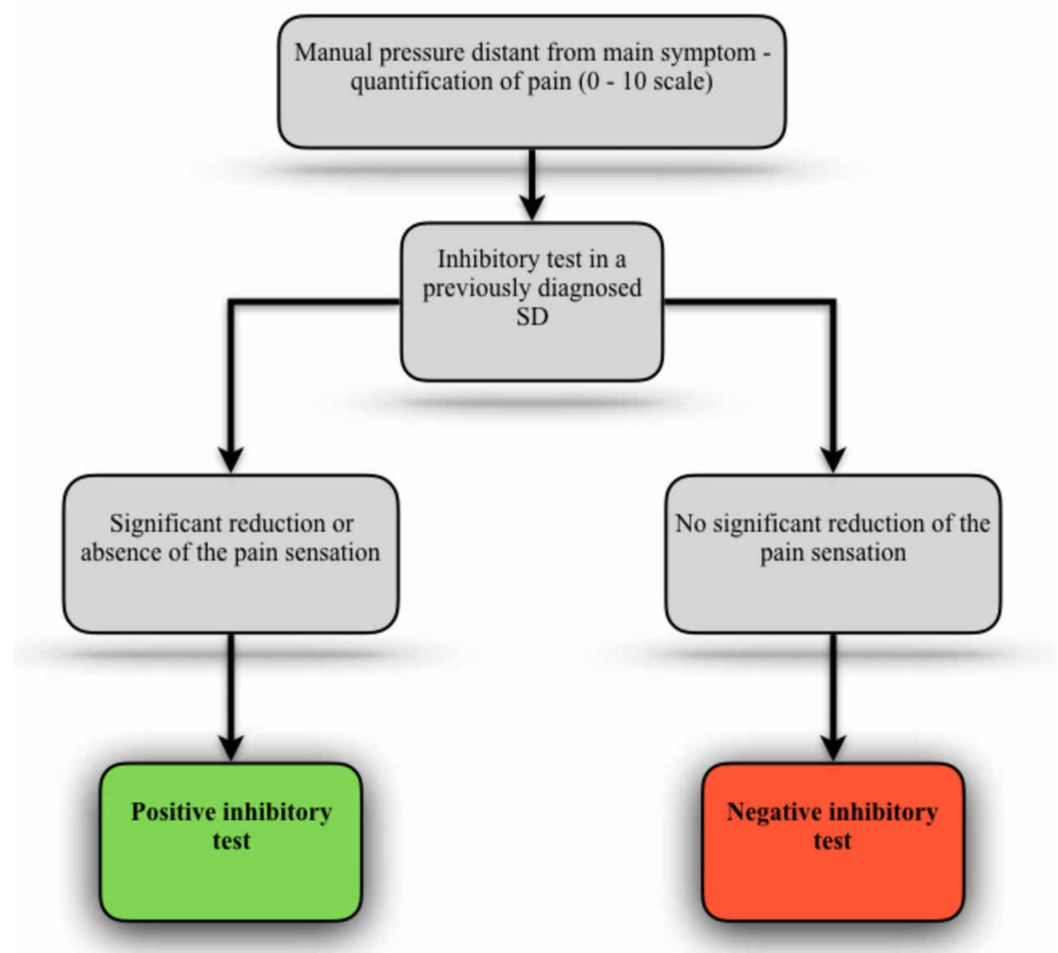 Manual pressure distant from main symptom -
quantification of pain (0 - 10 scale)
Inhibitory test in a
previously diagnosed
SD
Significant reduction or
absence of the pain sensation
No significant reduction of the
pain sensation
Positive inhibitory
test
Negative inhibitory
test